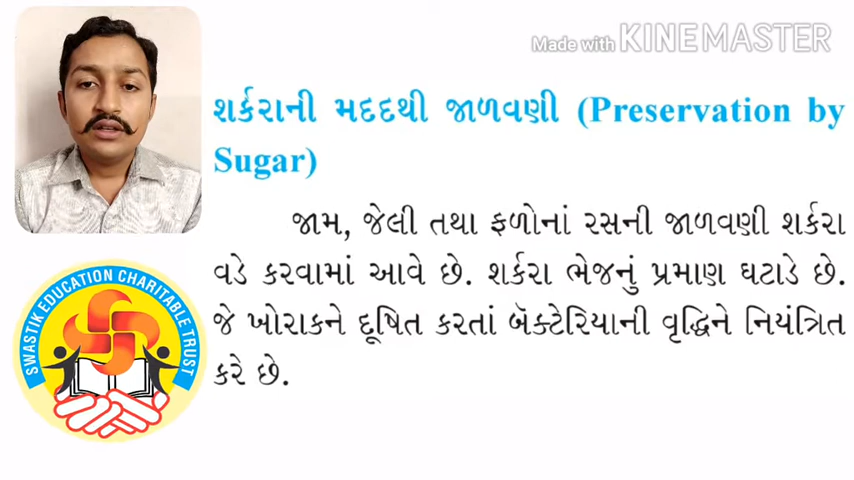 Made with KINEMASTER
શર્કરાની મદદથી જાળવણી (Preservation by
Sugar)
જામ, જેલી તથા ફળોનાં રસની જાળવણી શર્કરા
વડે કરવામાં આવે છે. શર્કરા ભેજનું પ્રમાણ ઘટાડે છે.
જે ખોરાકને દૂષિત કરતાં બૅક્ટેરિયાની વૃદ્ધિને નિયંત્રિત
કરે છે.
SWASTIK EDUCATION CHARITABLE TRUST